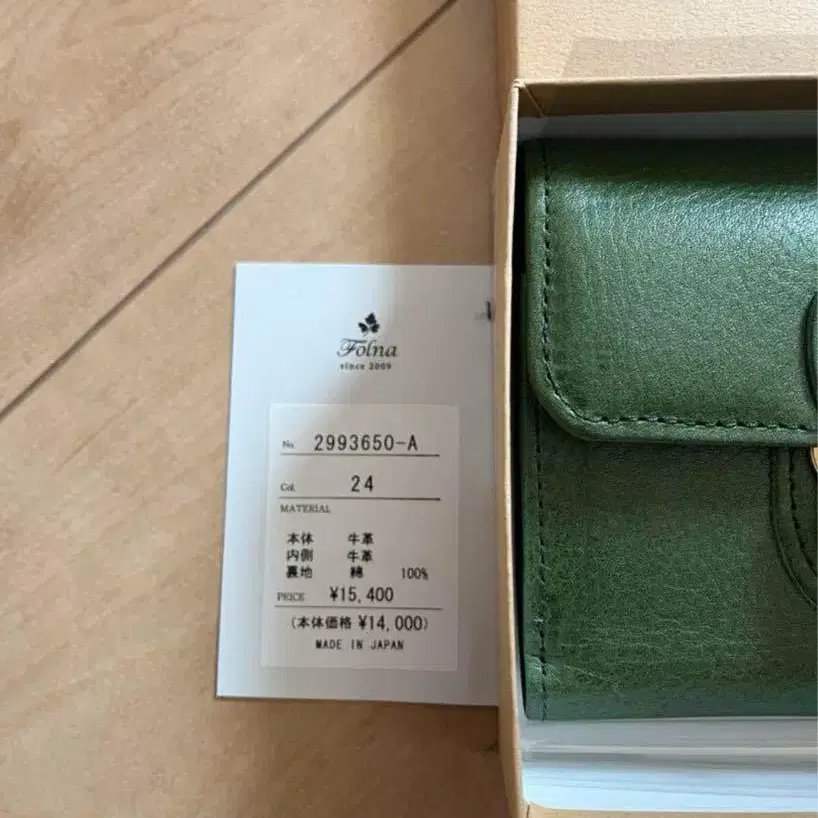 Folna
since 2009
No. 2993650-A
Col. 24
MATERIAL
本体 牛革
内側 牛革
裏地 綿 100%
PRICE ¥15,400
(本体価格 ¥14,000)
MADE IN JAPAN